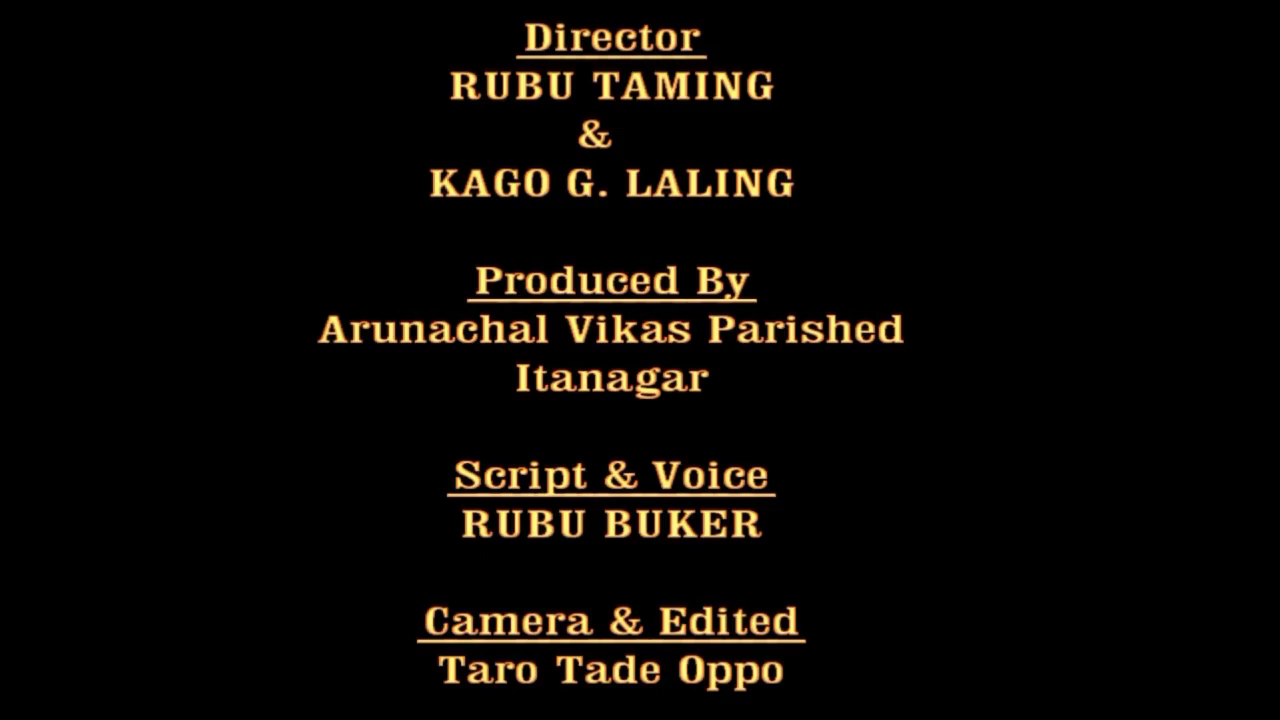 Director
RUBU TAMING
&
KAGO G. LALING
Produced By
Arunachal Vikas Parished
Itanagar
Script & Voice
RUBU BUKER
Camera & Edited
Taro Tade Oppo